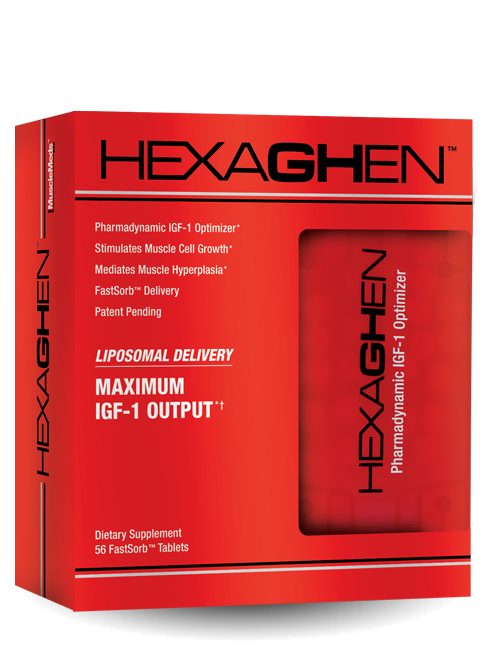 HEXAGHEN™
Pharmadynamic IGF-1 Optimizer*
Stimulates Muscle Cell Growth*
Mediates Muscle Hyperplasia*
FastSorb™ Delivery
Patent Pending
LIPOSOMAL DELIVERY
MAXIMUM
IGF-1 OUTPUT*†
Dietary Supplement
56 FastSorb™ Tablets
HEXAGHEN
Pharmadynamic IGF-1 Optimizer
MuscleMeds
HEXAGHEN™